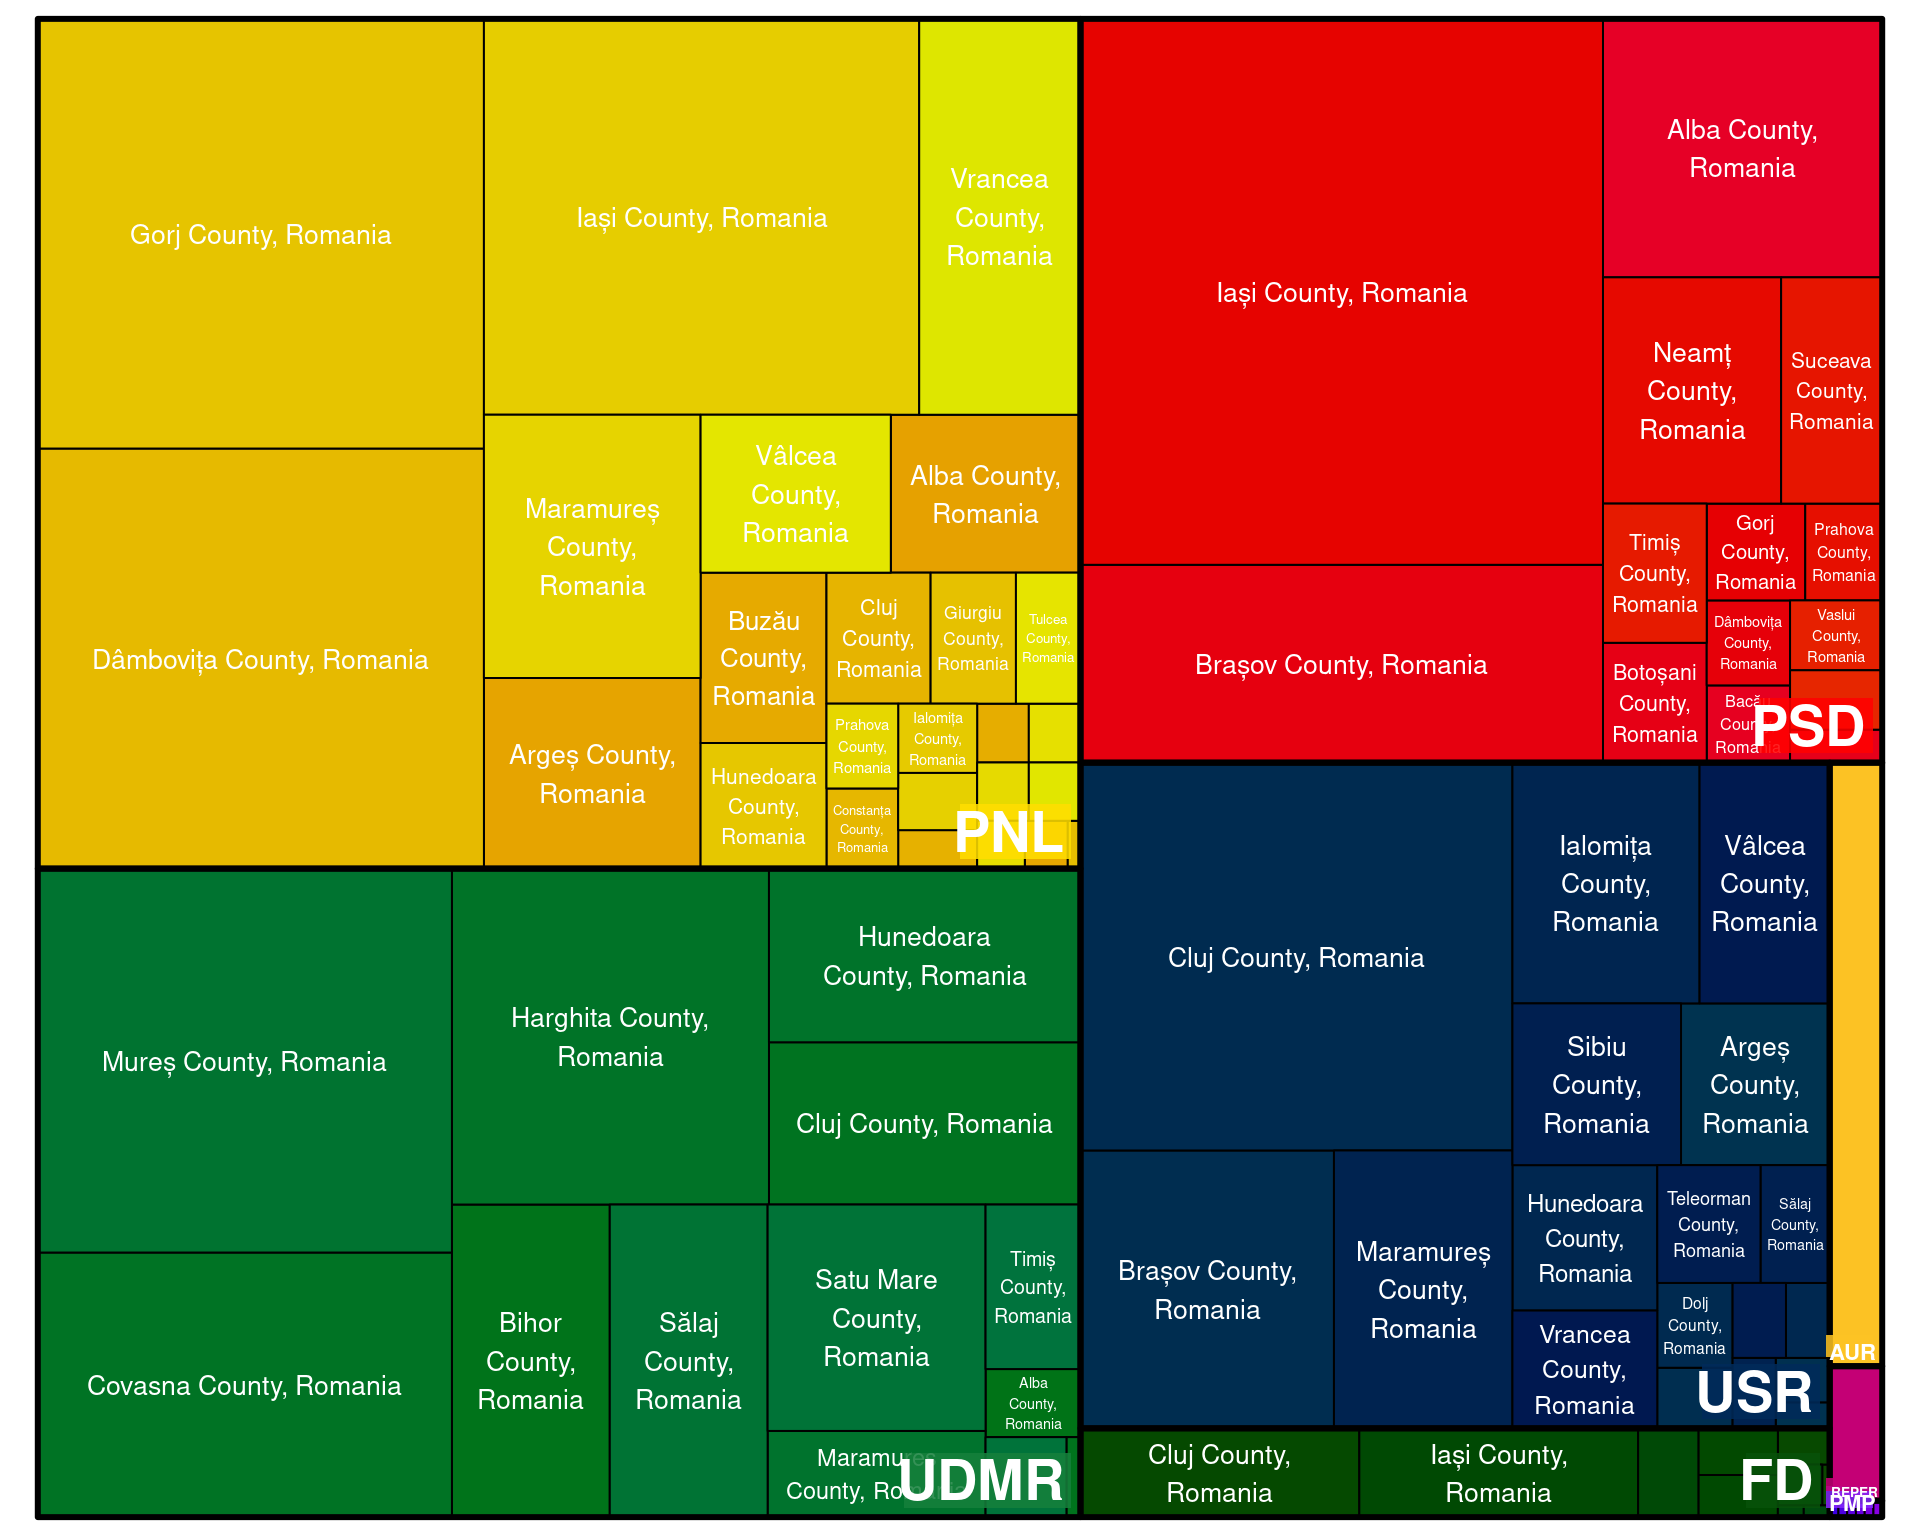 Gorj County, Romania
Iași County, Romania
Vrancea
County,
Romania
Dâmbovița County, Romania
Maramureș
County,
Romania
Vâlcea
County,
Romania
Alba County,
Romania
Argeș County,
Romania
Buzău
County,
Romania
Cluj
County,
Romania
Giurgiu
County,
Romania
Tulcea
County,
Romania
Hunedoara
County,
Romania
Prahova
County,
Romania
Ialomița
County,
Romania
Constanța
County,
Romania
PNL
Iași County, Romania
Alba County,
Romania
Neamț
County,
Romania
Suceava
County,
Romania
Brașov County, Romania
Timiș
County,
Romania
Gorj
County,
Romania
Prahova
County,
Romania
Dâmbovița
County,
Romania
Vaslui
County,
Romania
Botoșani
County,
Romania
Bacău
County,
Romania
PSD
Mureș County, Romania
Harghita County,
Romania
Hunedoara
County, Romania
Cluj County, Romania
Covasna County, Romania
Bihor
County,
Romania
Sălaj
County,
Romania
Satu Mare
County,
Romania
Timiș
County,
Romania
Alba
County,
Romania
Maramureș
County, Romania
UDMR
Cluj County, Romania
Ialomița
County,
Romania
Vâlcea
County,
Romania
Sibiu
County,
Romania
Argeș
County,
Romania
Brașov County,
Romania
Maramureș
County,
Romania
Hunedoara
County,
Romania
Teleorman
County,
Romania
Sălaj
County,
Romania
Vrancea
County,
Romania
Dolj
County,
Romania
USR
Cluj County,
Romania
Iași County,
Romania
FD
AUR
REPER
PMP